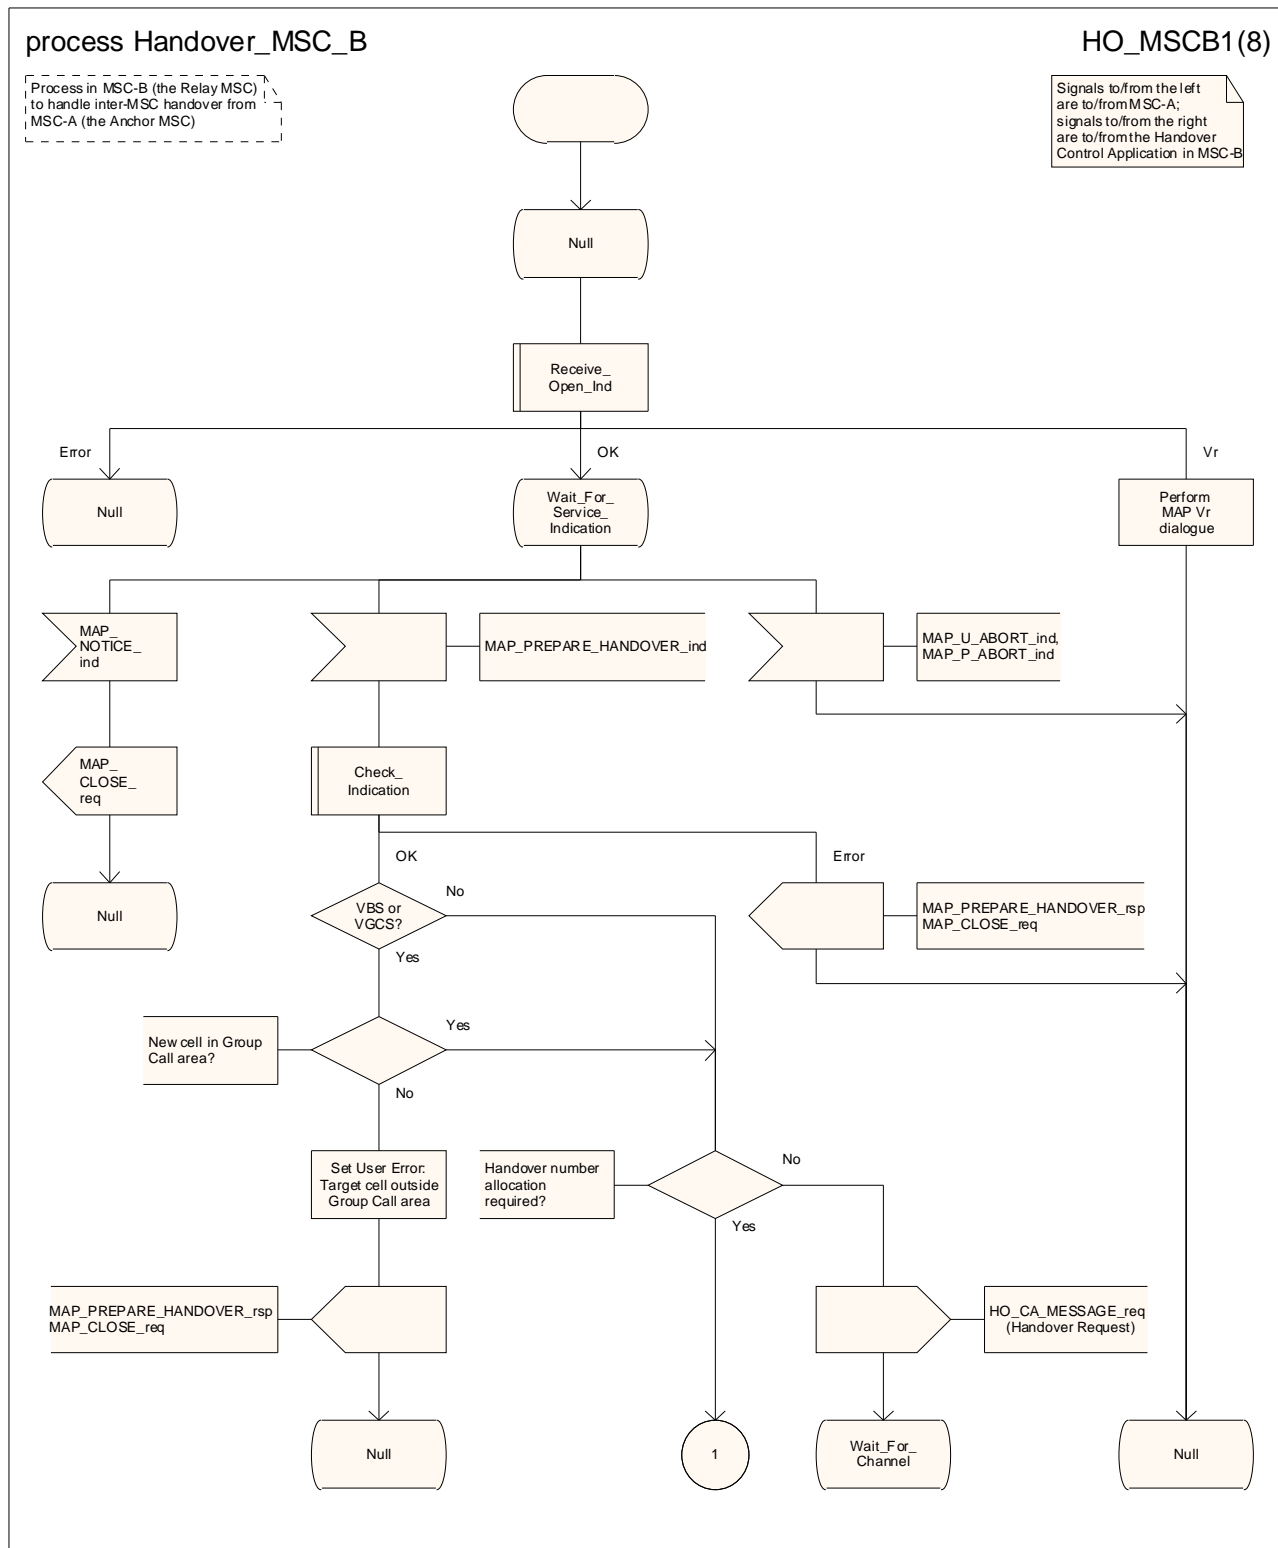 process Handover_MSC_B
HO_MSCB1(8)
Process in MSC-B (the Relay MSC)
to handle inter-MSC handover from
MSC-A (the Anchor MSC)
Signals to/from the left
are to/from MSC-A;
signals to/from the right
are to/from the Handover
Control Application in MSC-B
Null
Receive_
Open_Ind
Error
OK
Vr
Null
Wait_For_
Service_
Indication
Perform
MAP Vr
dialogue
MAP_
NOTICE_
ind
MAP_PREPARE_HANDOVER_ind
MAP_U_ABORT_ind,
MAP_P_ABORT_ind
MAP_
CLOSE_
req
Check_
Indication
OK
Error
Null
VBS or
VGCS?
No
Yes
MAP_PREPARE_HANDOVER_rsp
MAP_CLOSE_req
New cell in Group
Call area?
Yes
No
Set User Error:
Target cell outside
Group Call area
Handover number
allocation
required?
No
Yes
MAP_PREPARE_HANDOVER_rsp
MAP_CLOSE_req
HO_CA_MESSAGE_req
(Handover Request)
Null
1
Wait_For_
Channel
Null